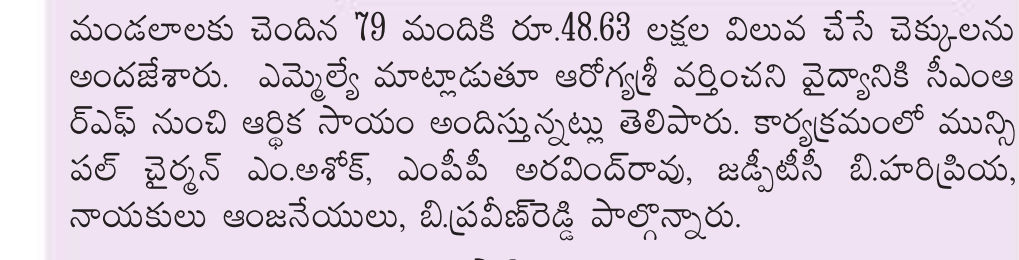 మండలాలకు చెందిన 79 మందికి రూ.48.63 లక్షల విలువ చేసే చెక్కులను
అందజేశారు. ఎమ్మెల్యే మాట్లాడుతూ ఆరోగ్యశ్రీ వర్తించని వైద్యానికి సీఎంఆ
ర్ఎఫ్ నుంచి ఆర్థిక సాయం అందిస్తున్నట్లు తెలిపారు. కార్యక్రమంలో మున్సి
పల్ చైర్మన్ ఎం.అశోక్, ఎంపీపీ అరవింద్‌రావు, జడ్పీటీసీ బి.హరిప్రియ,
నాయకులు ఆంజనేయులు, బి.ప్రవీణ్‌రెడ్డి పాల్గొన్నారు.